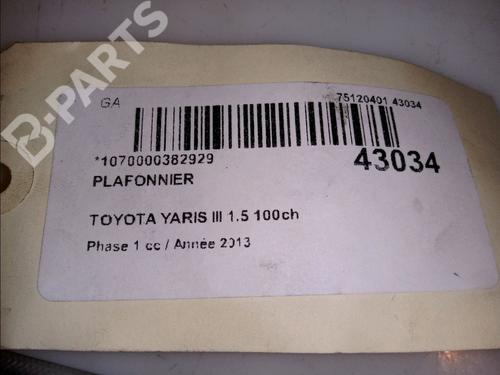 B-PARTS
GA
75120401 43034
*1070000382929
43034
PLAFONNIER
TOYOTA YARIS III 1.5 100ch
Phase 1 cc / Année 2013